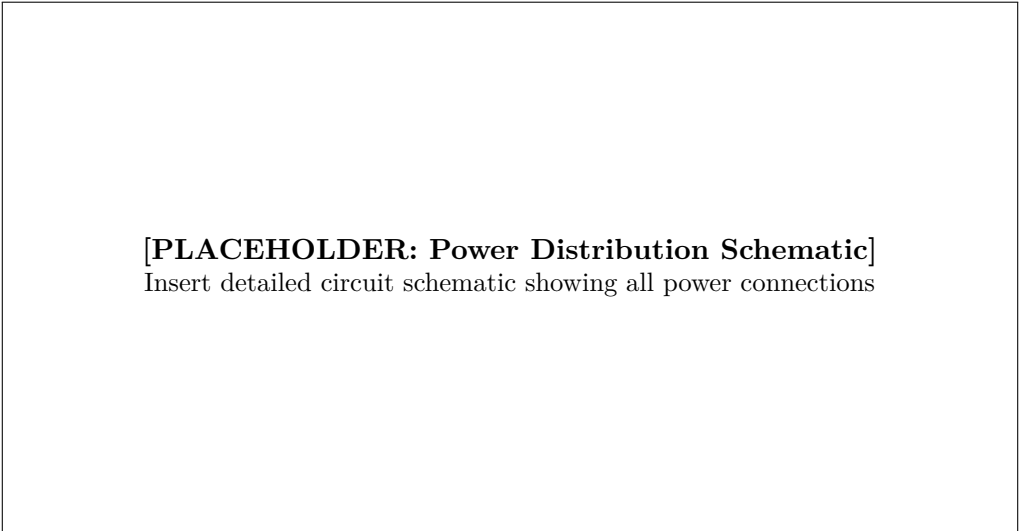 [PLACEHOLDER: Power Distribution Schematic]
Insert detailed circuit schematic showing all power connections